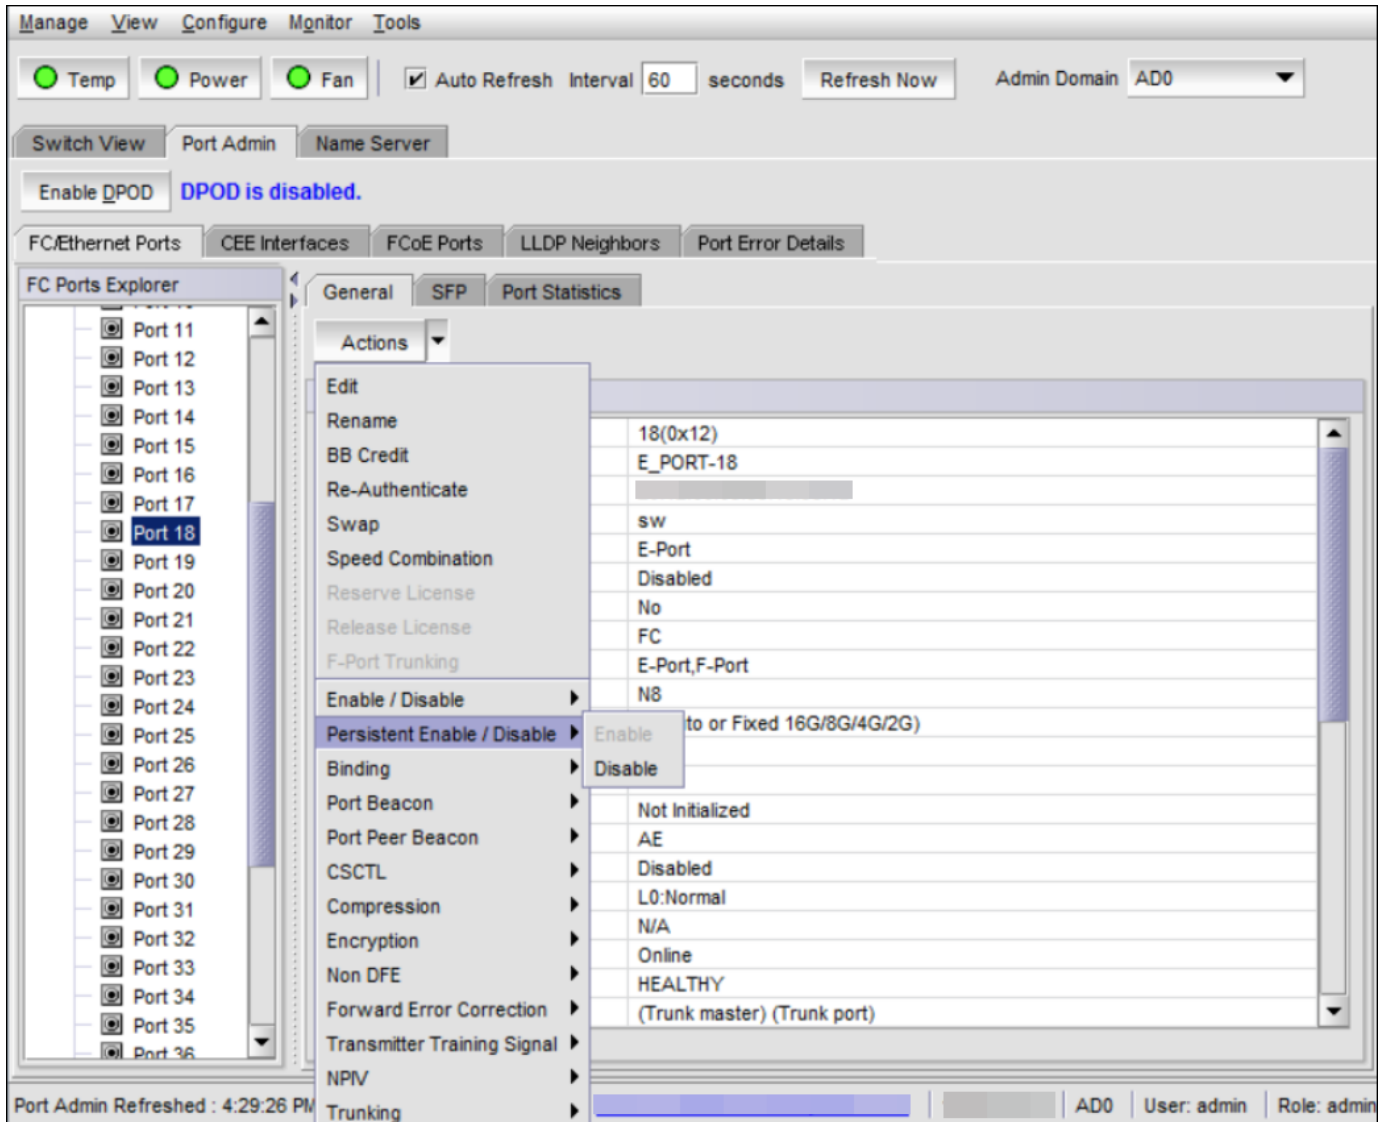 Manage View Configure Monitor Tools
Temp Power Fan Auto Refresh Interval 60 seconds Refresh Now Admin Domain AD0
Switch View Port Admin Name Server
Enable DPOD DPOD is disabled.
FC/Ethernet Ports CEE Interfaces FCoE Ports LLDP Neighbors Port Error Details
FC Ports Explorer
Port 11
Port 12
Port 13
Port 14
Port 15
Port 16
Port 17
Port 18
Port 19
Port 20
Port 21
Port 22
Port 23
Port 24
Port 25
Port 26
Port 27
Port 28
Port 29
Port 30
Port 31
Port 32
Port 33
Port 34
Port 35
Port 36
General SFP Port Statistics
Actions
Edit
Rename
BB Credit
Re-Authenticate
Swap
Speed Combination
Reserve License
Release License
F-Port Trunking
Enable / Disable
Persistent Enable / Disable
Binding
Port Beacon
Port Peer Beacon
CSCTL
Compression
Encryption
Non DFE
Forward Error Correction
Transmitter Training Signal
NPIV
Trunking
Enable
Disable
18(0x12)
E_PORT-18
sw
E-Port
Disabled
No
FC
E-Port,F-Port
N8
to or Fixed 16G/8G/4G/2G)
Not Initialized
AE
Disabled
L0:Normal
N/A
Online
HEALTHY
(Trunk master) (Trunk port)
Port Admin Refreshed : 4:29:26 PM AD0 User: admin Role: admin